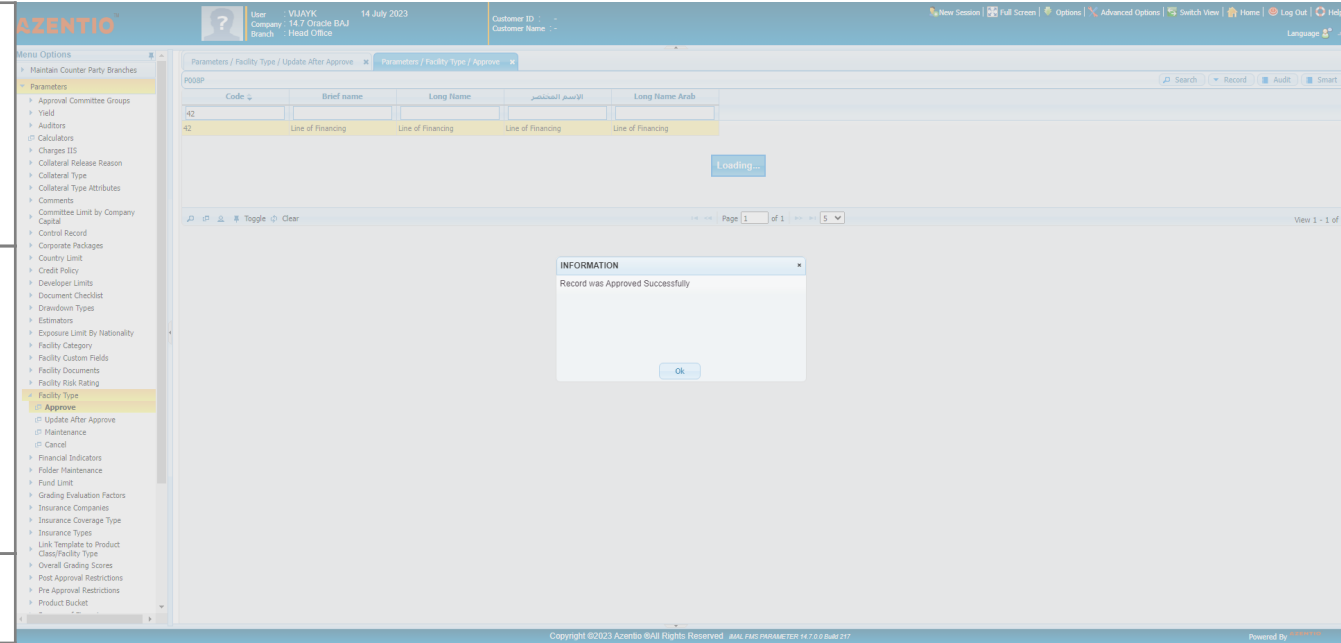 AZENTIO
?
User : VIJAYK 14 July 2023
Company : 14.7 Oracle BAJ
Branch : Head Office
Customer ID : -
Customer Name : -
New Session | Full Screen | Options | Advanced Options | Switch View | Home | Log Out | Help
Language
Menu Options
Maintain Counter Party Branches
Parameters
Approval Committee Groups
Yield
Auditors
Calculators
Charges IIS
Collateral Release Reason
Collateral Type
Collateral Type Attributes
Comments
Committee Limit by Company
Capital
Control Record
Corporate Packages
Country Limit
Credit Policy
Developer Limits
Document Checklist
Drawdown Types
Estimators
Exposure Limit By Nationality
Facility Category
Facility Custom Fields
Facility Documents
Facility Risk Rating
Facility Type
Approve
Update After Approve
Maintenance
Cancel
Financial Indicators
Folder Maintenance
Fund Limit
Grading Evaluation Factors
Insurance Companies
Insurance Coverage Type
Insurance Types
Link Template to Product
Class/Facility Type
Overall Grading Scores
Post Approval Restrictions
Pre Approval Restrictions
Product Bucket
Parameters / Facility Type / Update After Approve
Parameters / Facility Type / Approve
P008P
Search Record Audit Smart
Code Brief name Long Name الإسم المختصر Long Name Arab
42
42 Line of Financing Line of Financing Line of Financing Line of Financing
Loading...
Toggle Clear
Page 1 of 1 5
View 1 - 1 of
INFORMATION
Record was Approved Successfully
Ok
Copyright ©2023 Azentio ®All Rights Reserved iMAL FMS PARAMETER 14.7.0.0 Build 217
Powered By